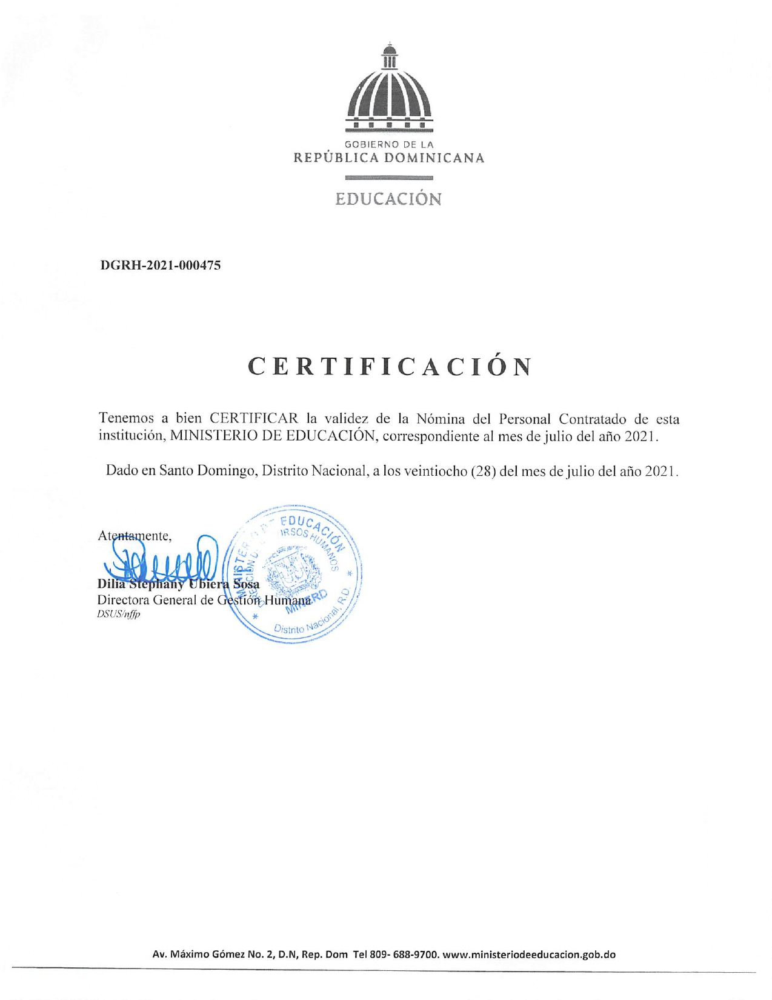 GOBIERNO DE LA
REPÚBLICA DOMINICANA
EDUCACIÓN
DGRH-2021-000475
CERTIFICACIÓN
Tenemos a bien CERTIFICAR la validez de la Nómina del Personal Contratado de esta
institución, MINISTERIO DE EDUCACIÓN, correspondiente al mes de julio del año 2021.
Dado en Santo Domingo, Distrito Nacional, a los veintiocho (28) del mes de julio del año 2021.
Atentamente,
Dilia Stephany Ubiera Sosa
Directora General de Gestión Humana
DSUS/nffp
EDUCACIÓN
HUMANOS
MINERD
Distrito Nacional, R.D.
Av. Máximo Gómez No. 2, D.N, Rep. Dom Tel 809- 688-9700. www.ministeriodeeducacion.gob.do